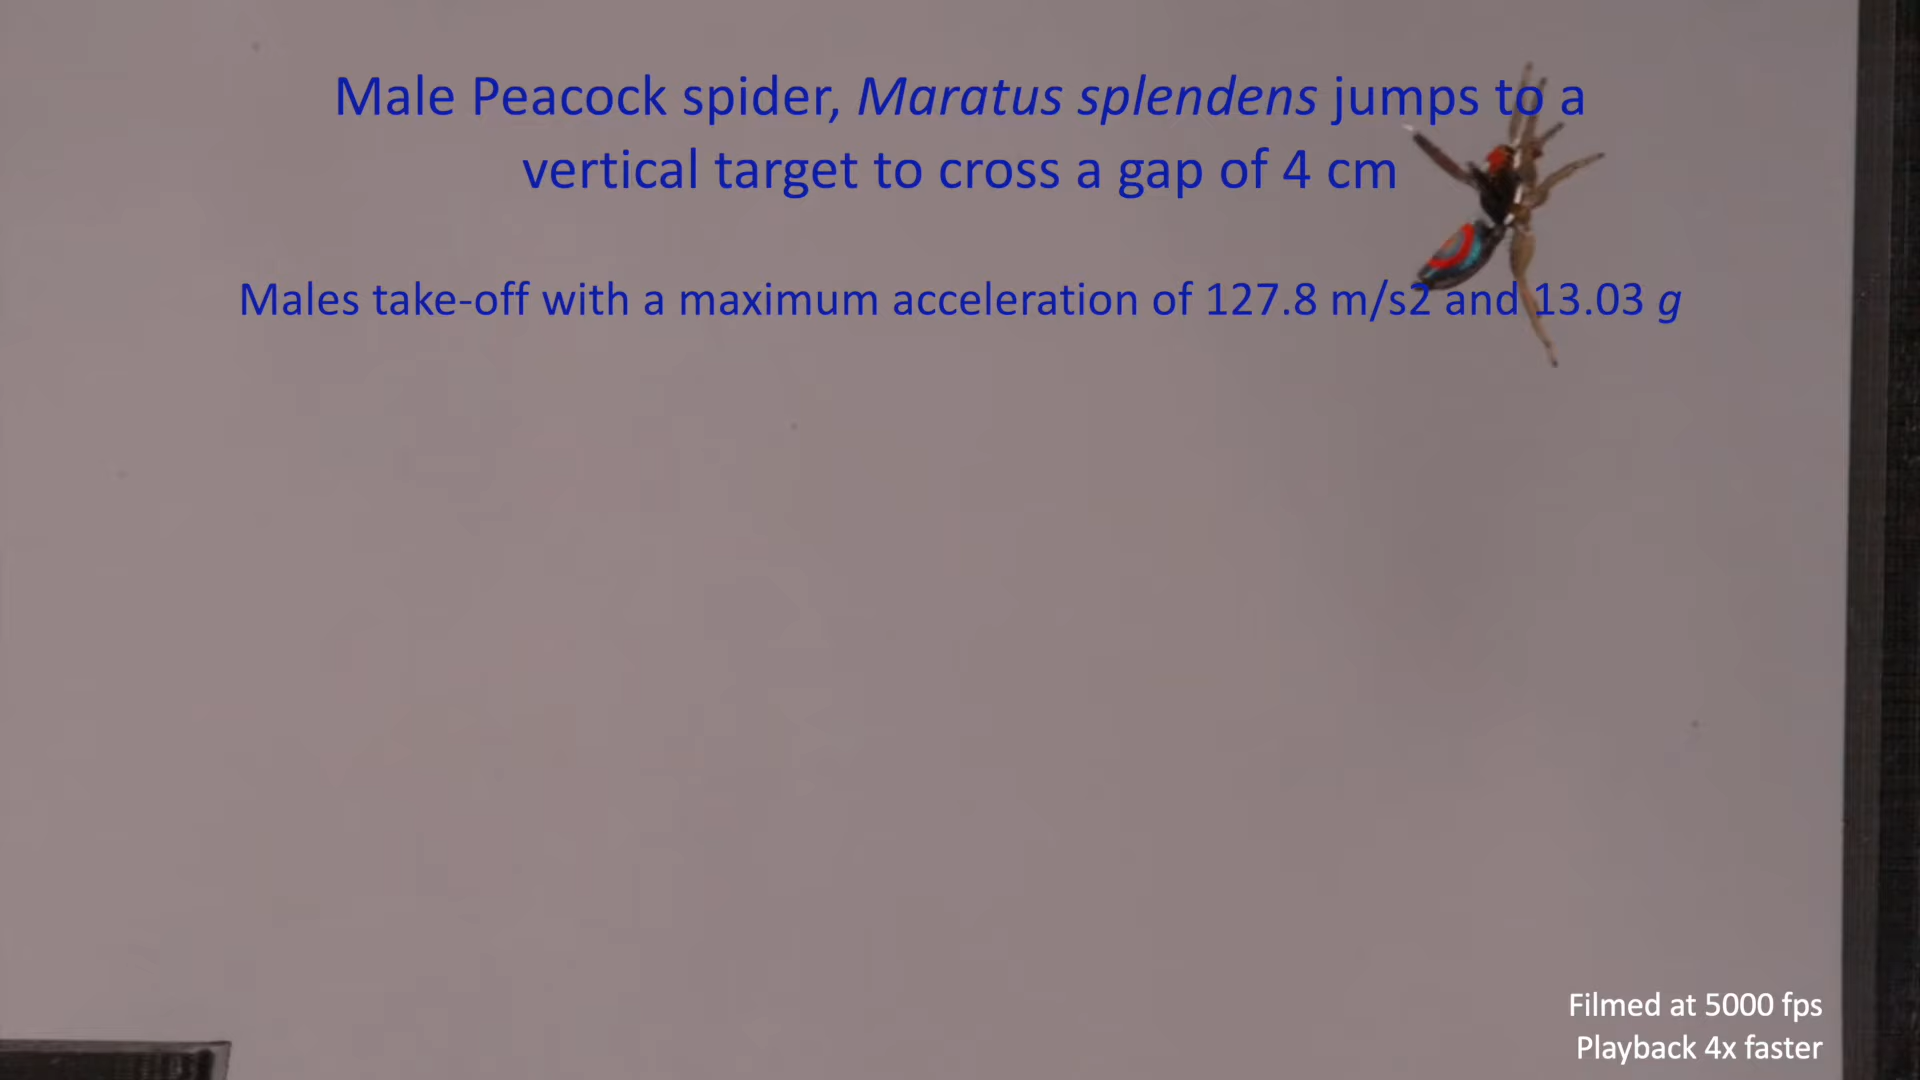 Male Peacock spider, Maratus splendens jumps to a
vertical target to cross a gap of 4 cm
Males take-off with a maximum acceleration of 127.8 m/s2 and 13.03 g
Filmed at 5000 fps
Playback 4x faster